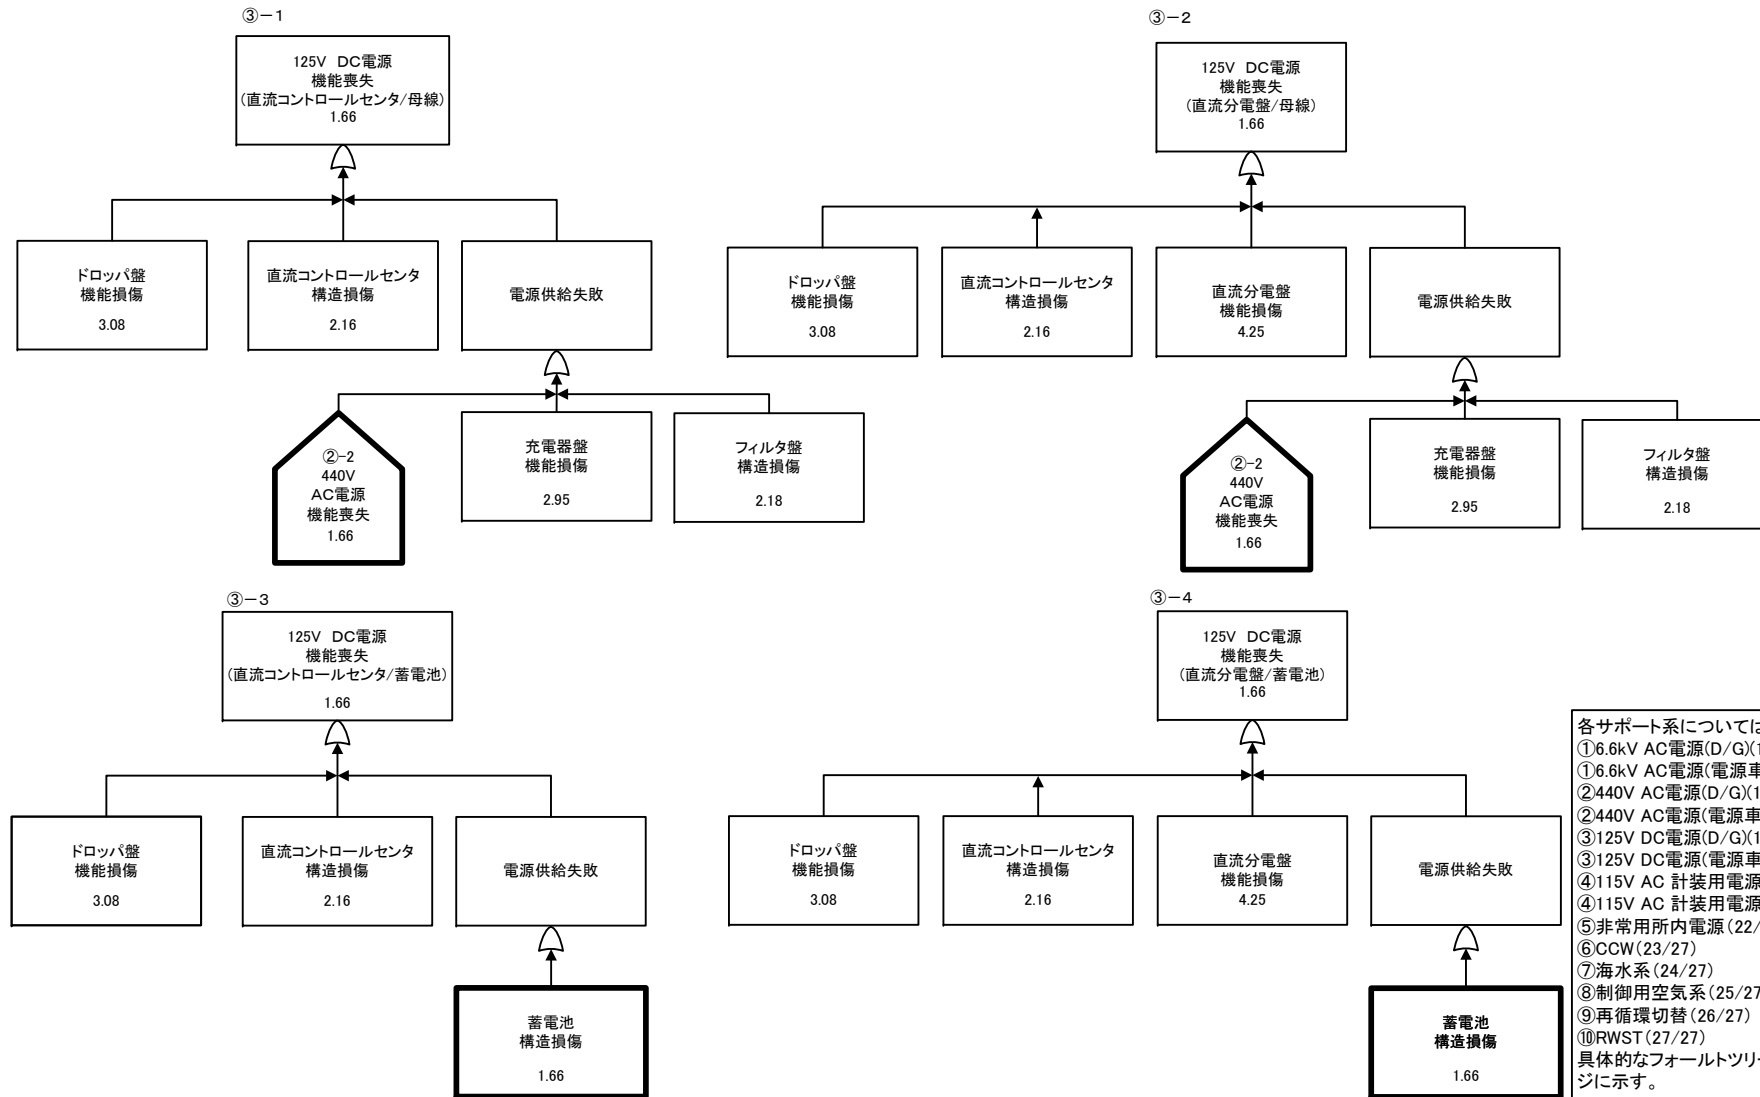 ③－1
125V　DC電源
機能喪失
(直流コントロールセンタ/母線)
1.66
ドロッパ盤
機能損傷
3.08
直流コントロールセンタ
構造損傷
2.16
電源供給失敗
②-2
440V
AC電源
機能喪失
1.66
充電器盤
機能損傷
2.95
フィルタ盤
構造損傷
2.18
③－2
125V　DC電源
機能喪失
(直流分電盤/母線)
1.66
ドロッパ盤
機能損傷
3.08
直流コントロールセンタ
構造損傷
2.16
直流分電盤
機能損傷
4.25
電源供給失敗
②-2
440V
AC電源
機能喪失
1.66
充電器盤
機能損傷
2.95
フィルタ盤
構造損傷
2.18
③－3
125V　DC電源
機能喪失
(直流コントロールセンタ/蓄電池)
1.66
ドロッパ盤
機能損傷
3.08
直流コントロールセンタ
構造損傷
2.16
電源供給失敗
蓄電池
構造損傷
1.66
③－4
125V　DC電源
機能喪失
(直流分電盤/蓄電池)
1.66
ドロッパ盤
機能損傷
3.08
直流コントロールセンタ
構造損傷
2.16
直流分電盤
機能損傷
4.25
電源供給失敗
蓄電池
構造損傷
1.66
各サポート系については
①6.6kV AC電源(D/G)(1
①6.6kV AC電源(電源車
②440V AC電源(D/G)(1
②440V AC電源(電源車
③125V DC電源(D/G)(1
③125V DC電源(電源車
④115V AC 計装用電源
④115V AC 計装用電源
⑤非常用所内電源(22/
⑥CCW(23/27)
⑦海水系(24/27)
⑧制御用空気系(25/27
⑨再循環切替(26/27)
⑩RWST(27/27)
具体的なフォールトツリー
ジに示す。